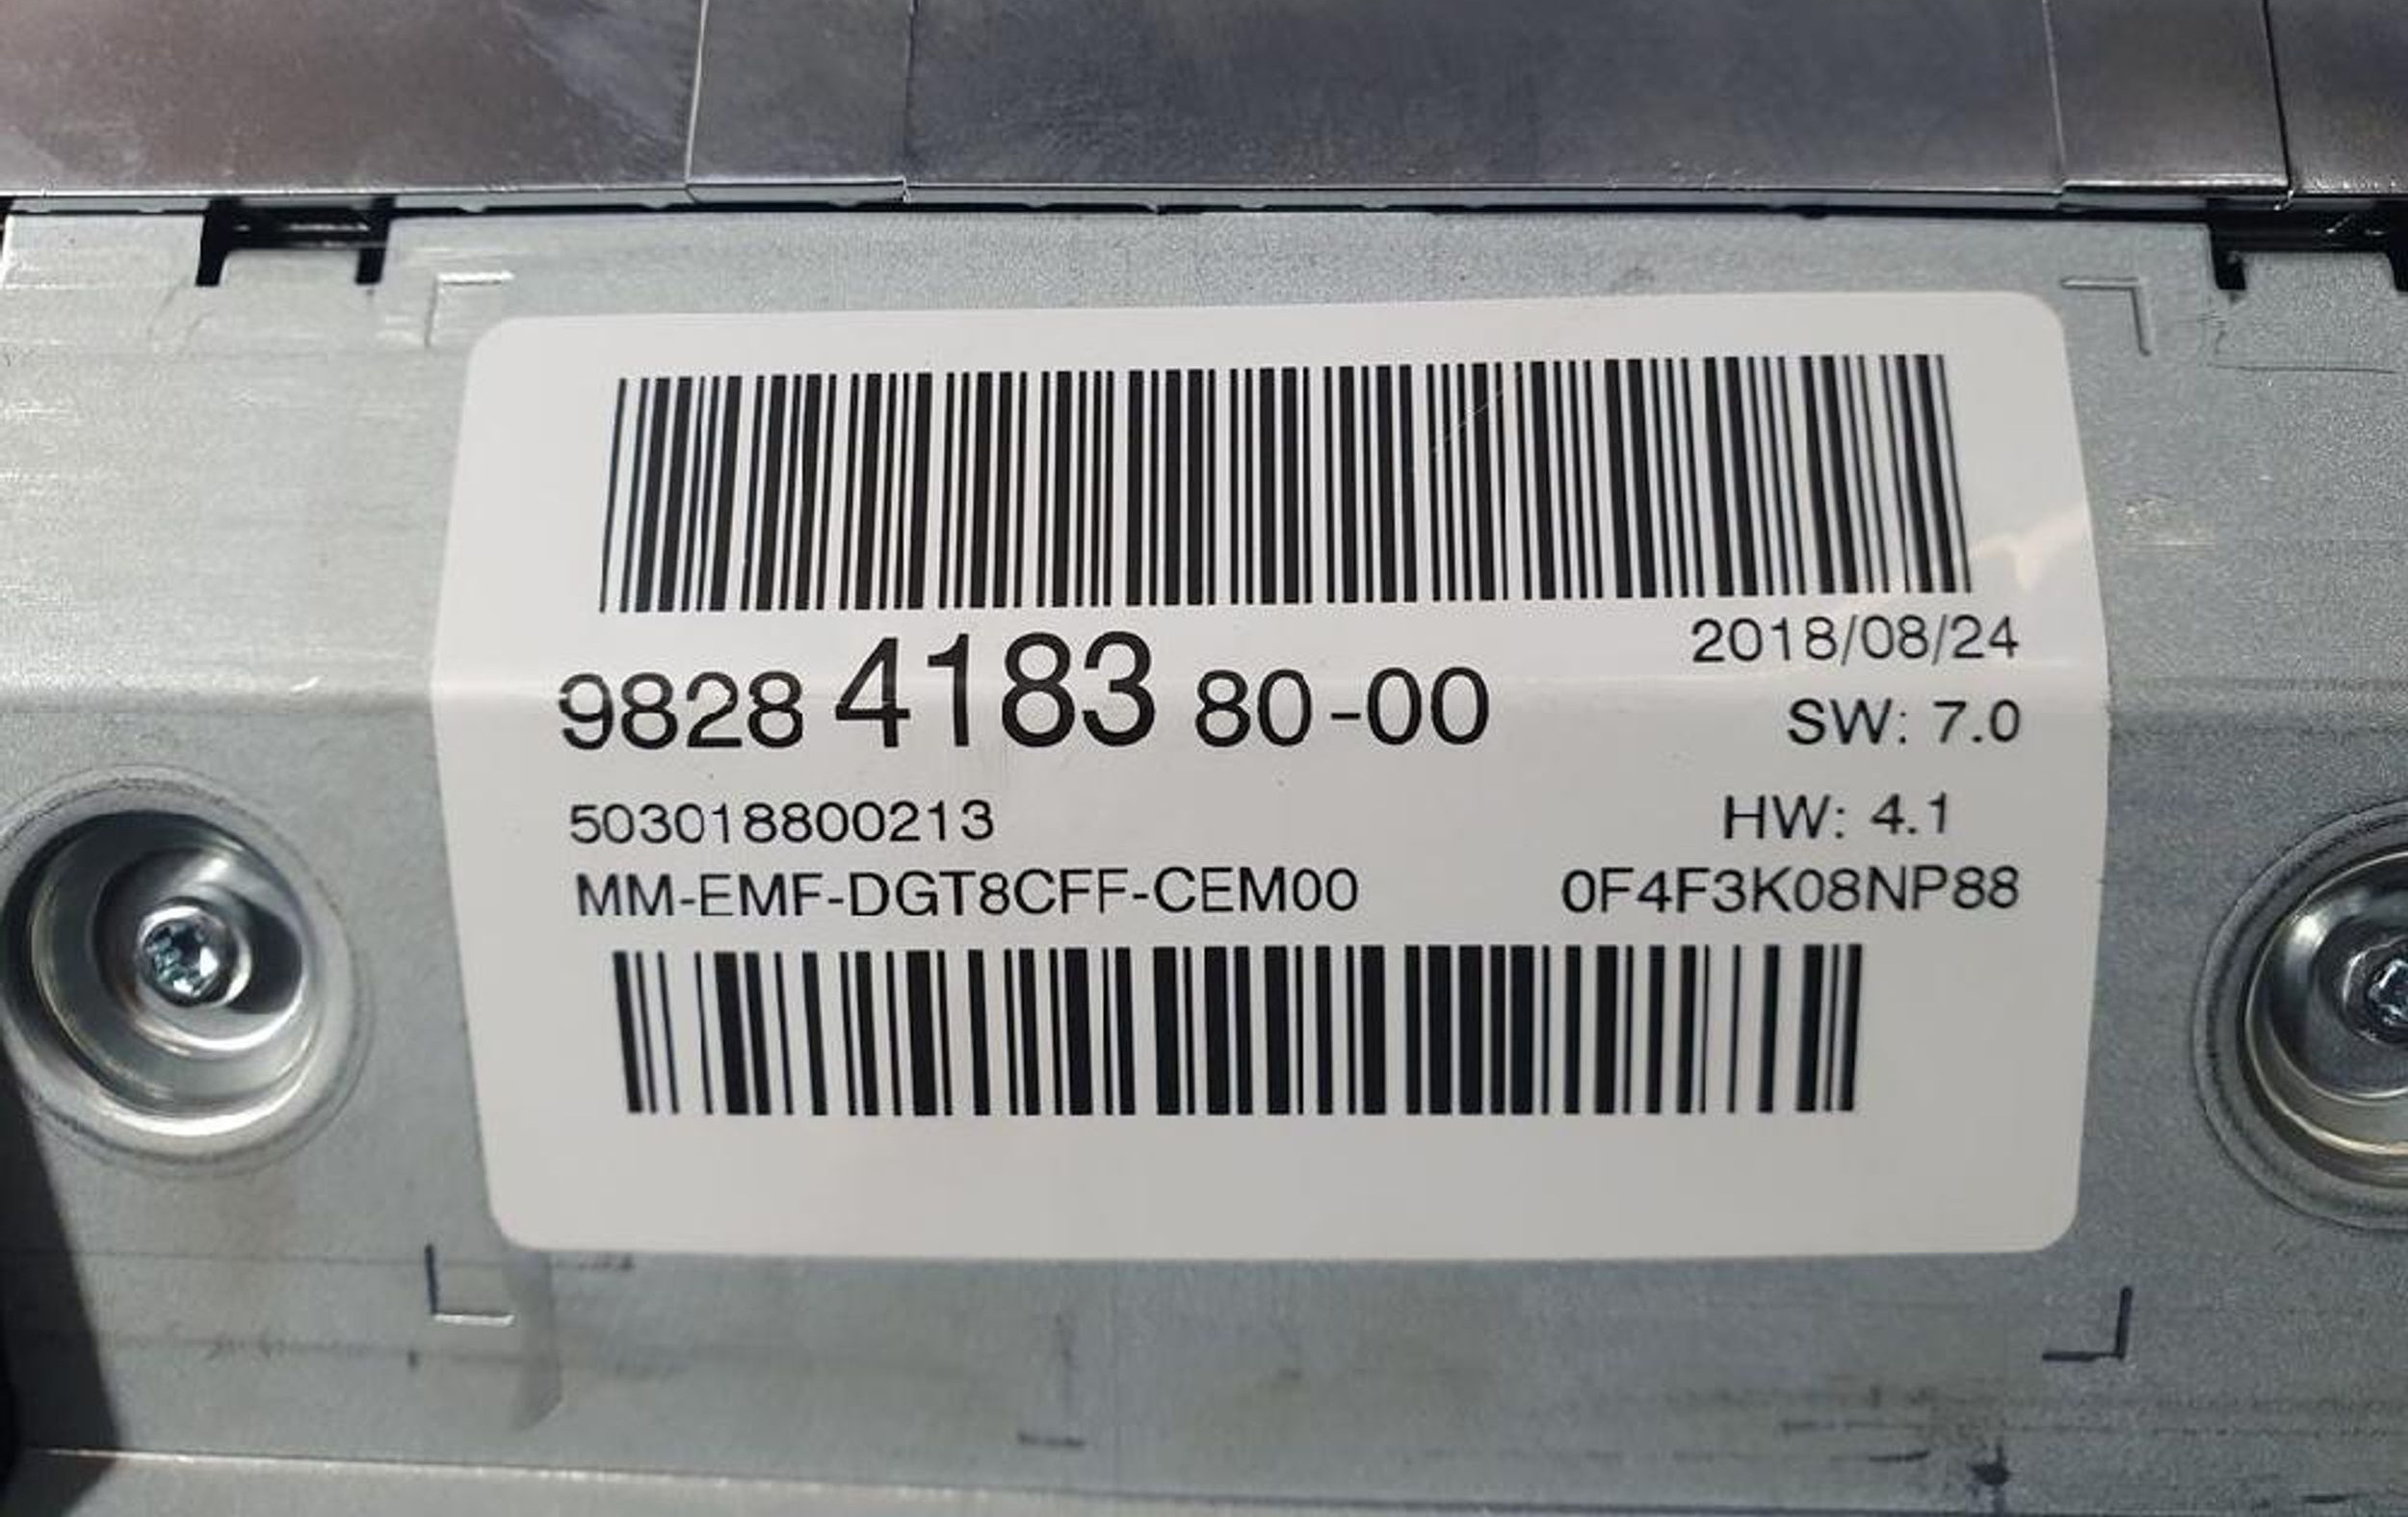 2018/08/24
9828 4183 80-00
SW: 7.0
503018800213
HW: 4.1
MM-EMF-DGT8CFF-CEM00
0F4F3K08NP88